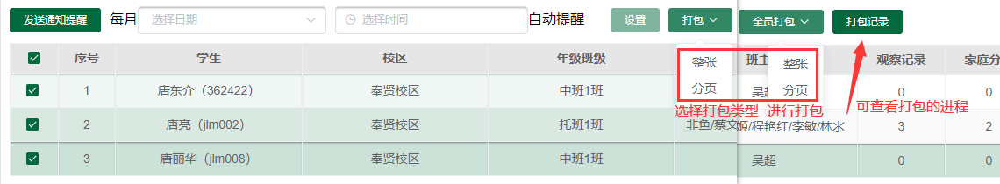 发送通知提醒 每月 选择日期 选择时间 自动提醒 设置 打包 全员打包 打包记录
序号 学生 校区 年级班级 整张 班主 整张 观察记录 家庭分
1 唐东介（362422） 奉贤校区 中班1班 分页 吴超 分页 0 0
选择打包类型 进行打包 可查看打包的进程
2 唐亮（jlm002） 奉贤校区 托班1班 非鱼/蔡文 姬/程艳红/李敏/林水 3 2
3 唐丽华（jlm008） 奉贤校区 中班1班 吴超 0 0